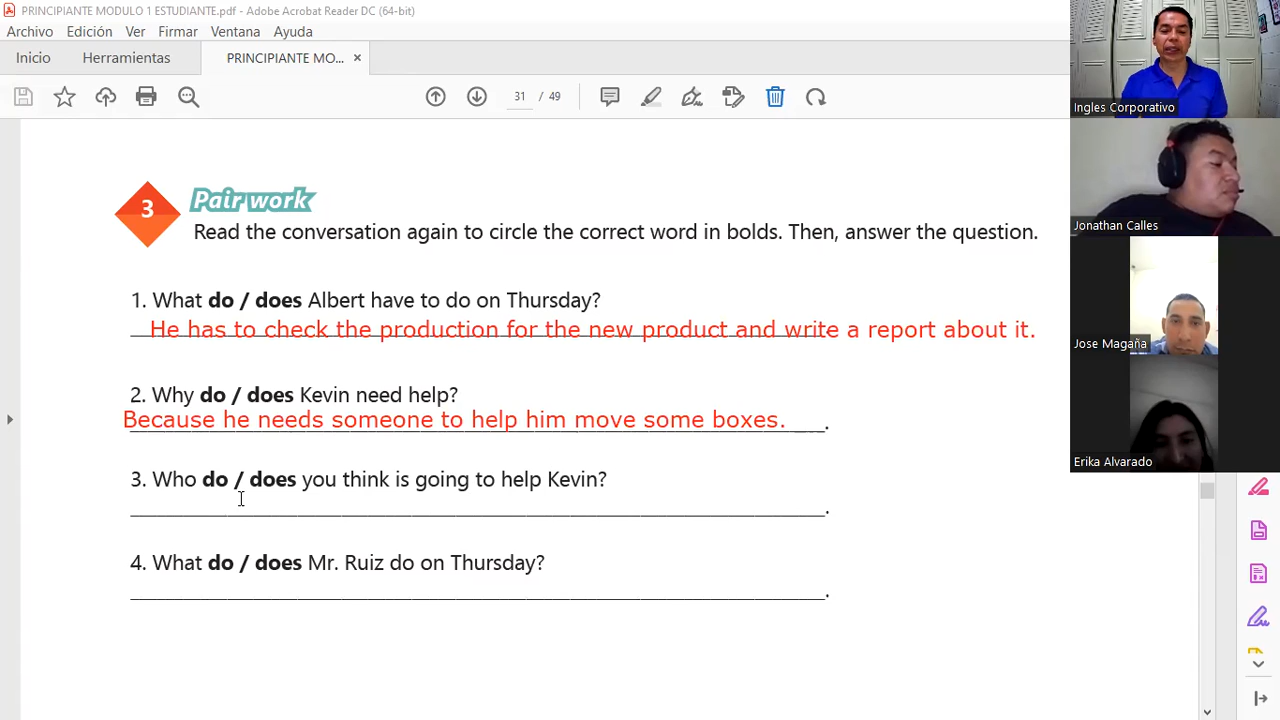 PRINCIPIANTE MODULO 1 ESTUDIANTE.pdf - Adobe Acrobat Reader DC (64-bit)
Archivo Edición Ver Firmar Ventana Ayuda
Inicio Herramientas PRINCIPIANTE MO... ×
31 / 49
Ingles Corporativo
Jonathan Calles
Jose Magaña
Erika Alvarado
3 Pair work
Read the conversation again to circle the correct word in bolds. Then, answer the question.
1. What do / does Albert have to do on Thursday?
He has to check the production for the new product and write a report about it.
2. Why do / does Kevin need help?
Because he needs someone to help him move some boxes. __.
3. Who do / does you think is going to help Kevin?
______________________________.
4. What do / does Mr. Ruiz do on Thursday?
______________________________.